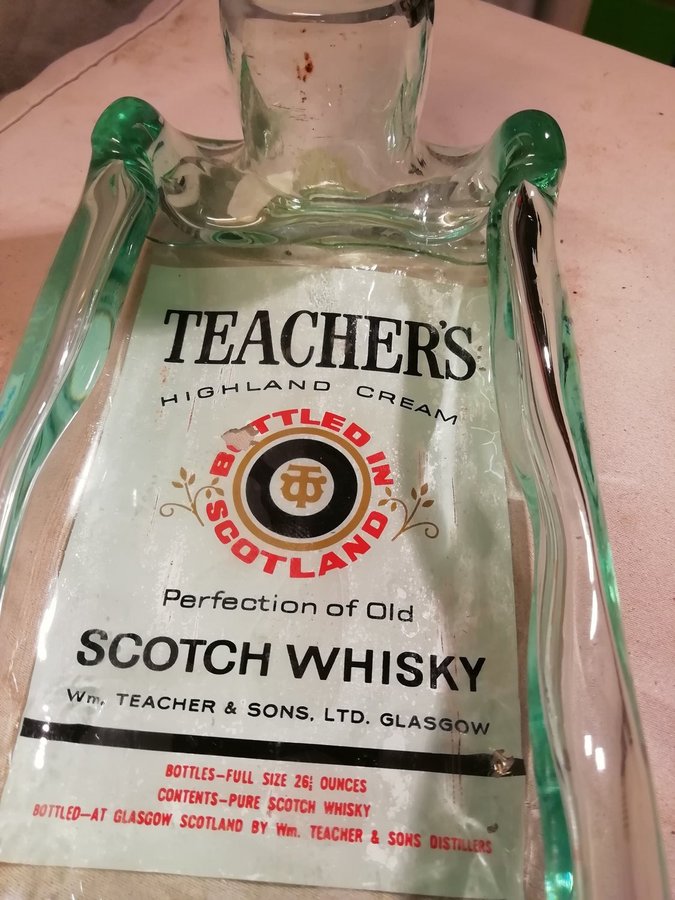 TEACHER'S
HIGHLAND CREAM
BOTTLED IN
SCOTLAND
Perfection of Old
SCOTCH WHISKY
Wm. TEACHER & SONS, LTD. GLASGOW
BOTTLES—FULL SIZE 26⅔ OUNCES
CONTENTS—PURE SCOTCH WHISKY
BOTTLED—AT GLASGOW SCOTLAND BY Wm. TEACHER & SONS DISTILLERS